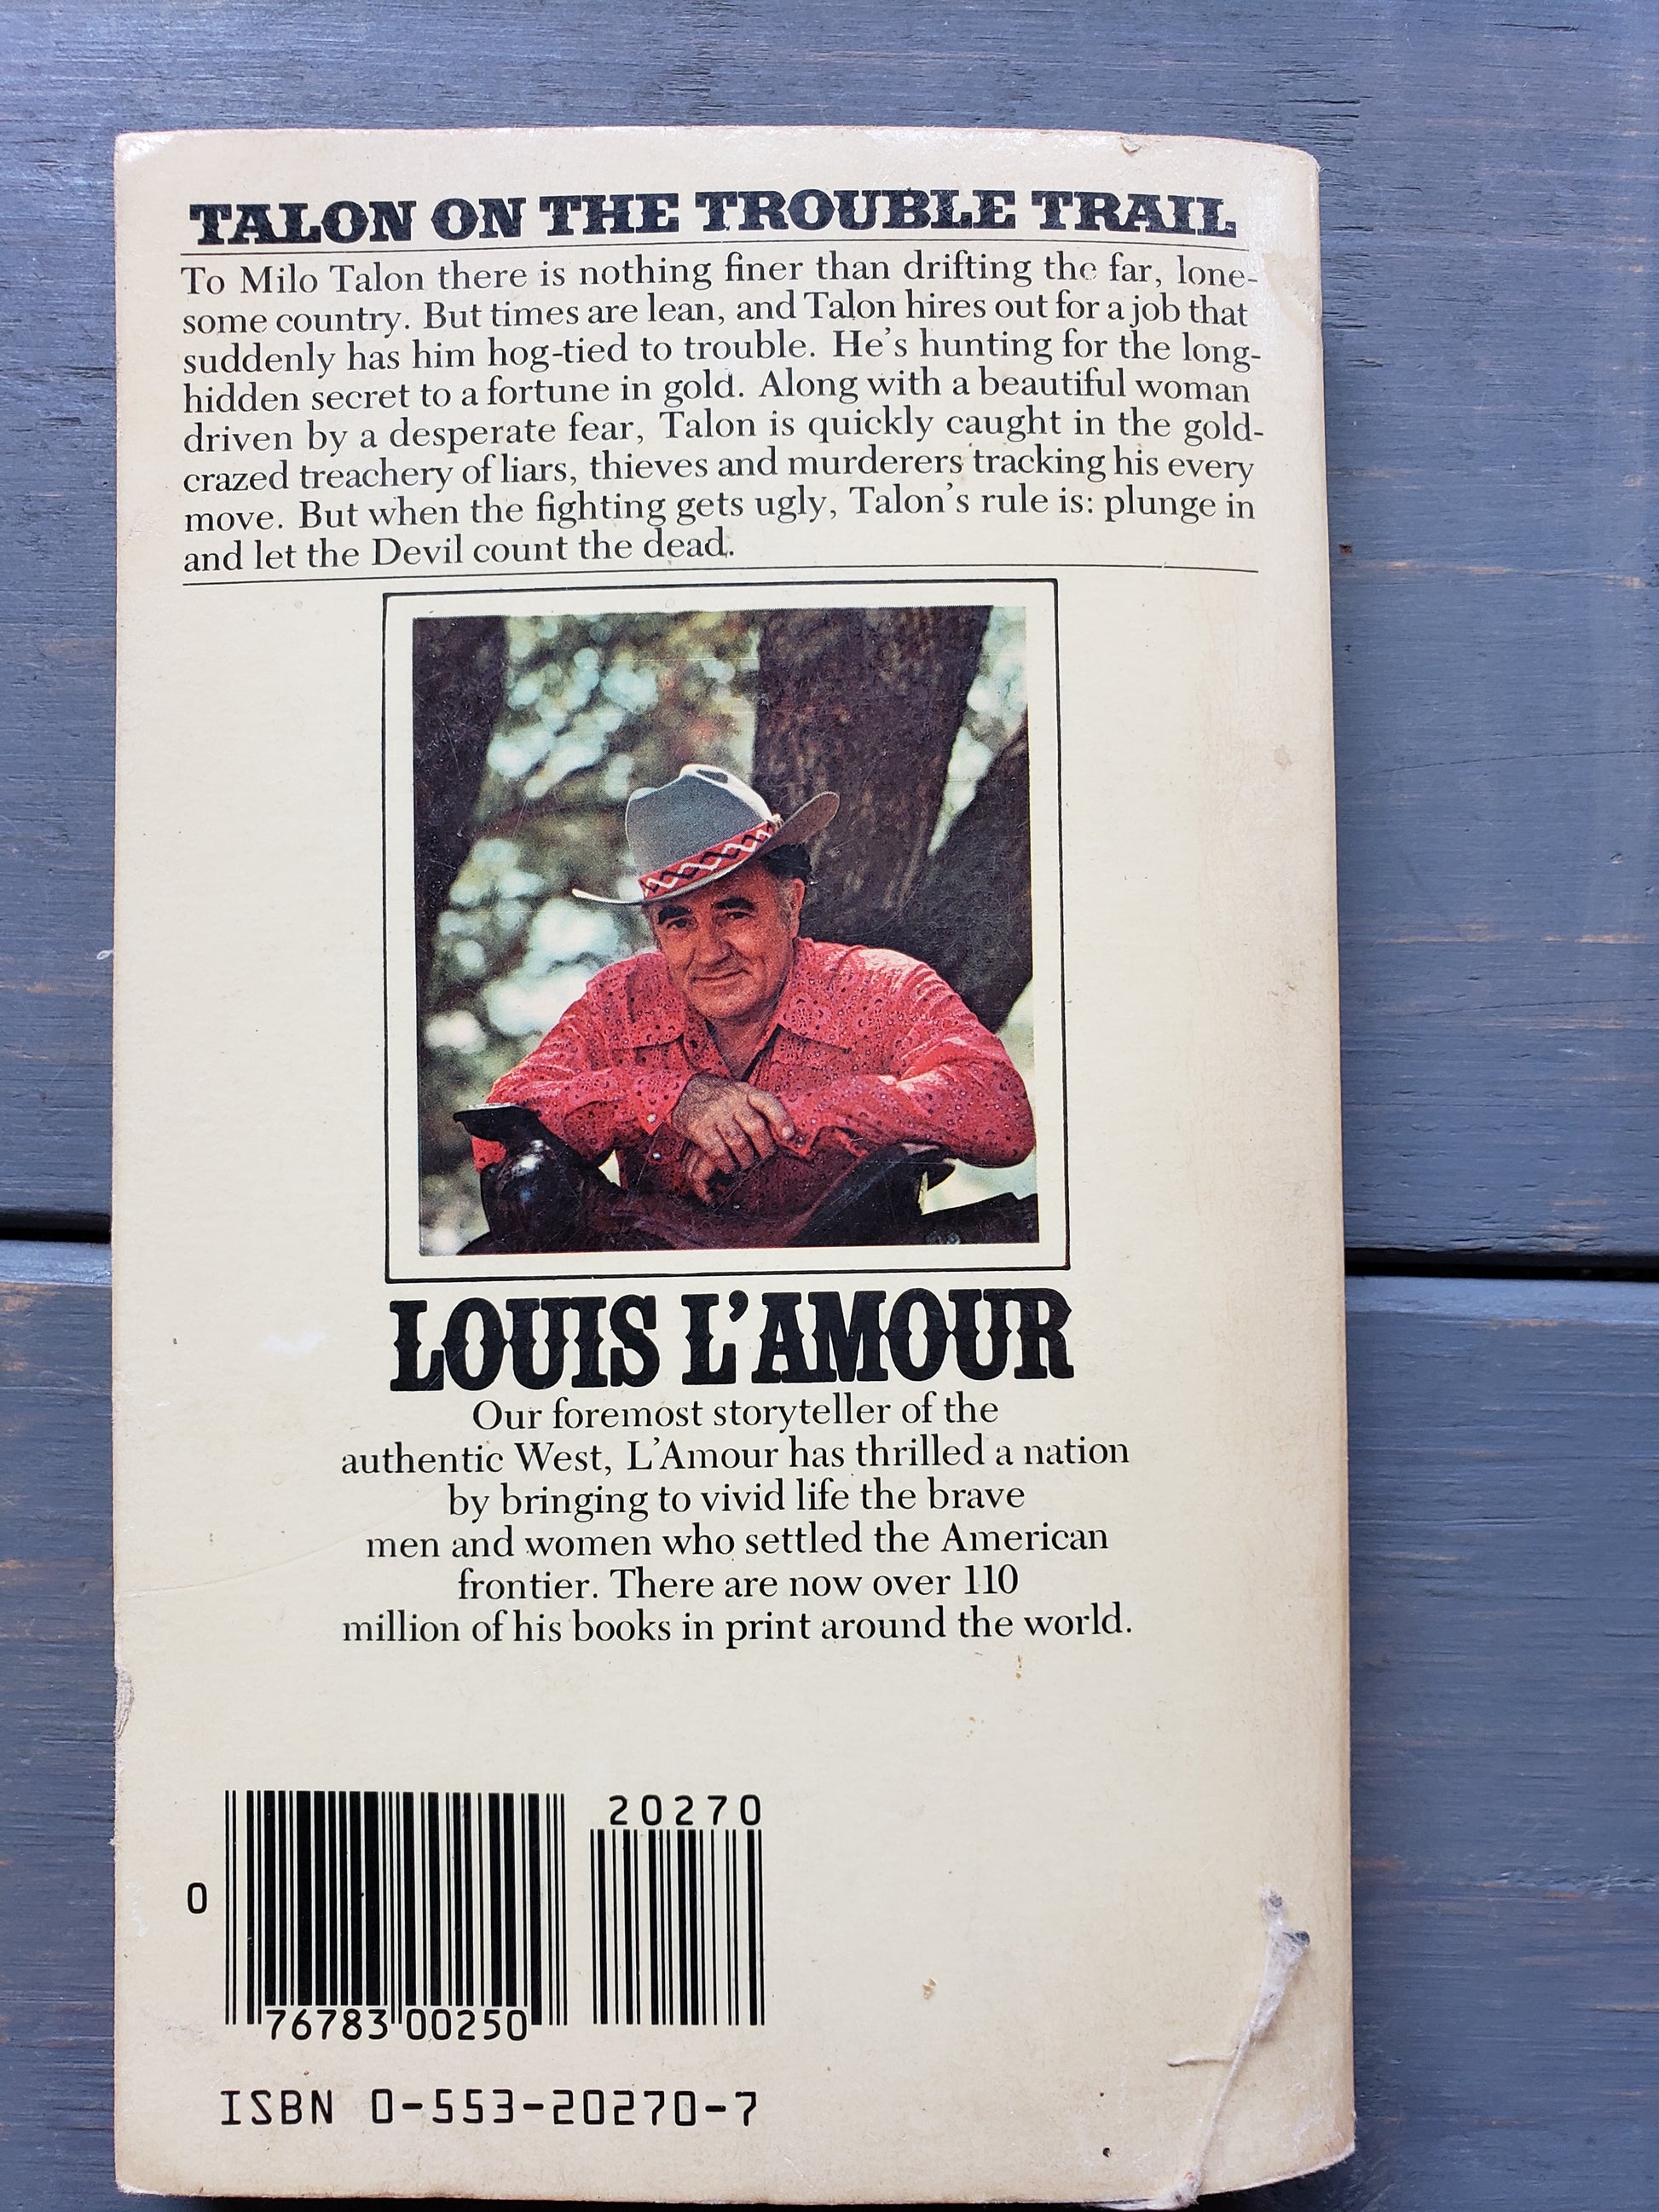 TALON ON THE TROUBLE TRAIL
To Milo Talon there is nothing finer than drifting the far, lone-
some country. But times are lean, and Talon hires out for a job that
suddenly has him hog-tied to trouble. He's hunting for the long-
hidden secret to a fortune in gold. Along with a beautiful woman
driven by a desperate fear, Talon is quickly caught in the gold-
crazed treachery of liars, thieves and murderers tracking his every
move. But when the fighting gets ugly, Talon's rule is: plunge in
and let the Devil count the dead.
LOUIS L'AMOUR
Our foremost storyteller of the
authentic West, L'Amour has thrilled a nation
by bringing to vivid life the brave
men and women who settled the American
frontier. There are now over 110
million of his books in print around the world.
20270
0
76783 00250
ISBN 0-553-20270-7